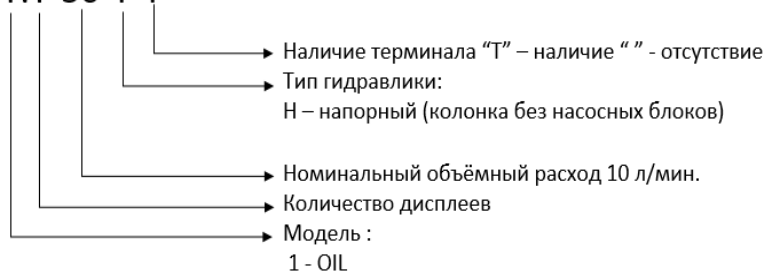 Наличие терминала “Т” – наличие “ ” - отсутствие
Тип гидравлики:
Н – напорный (колонка без насосных блоков)
Номинальный объёмный расход 10 л/мин.
Количество дисплеев
Модель :
1 - OIL